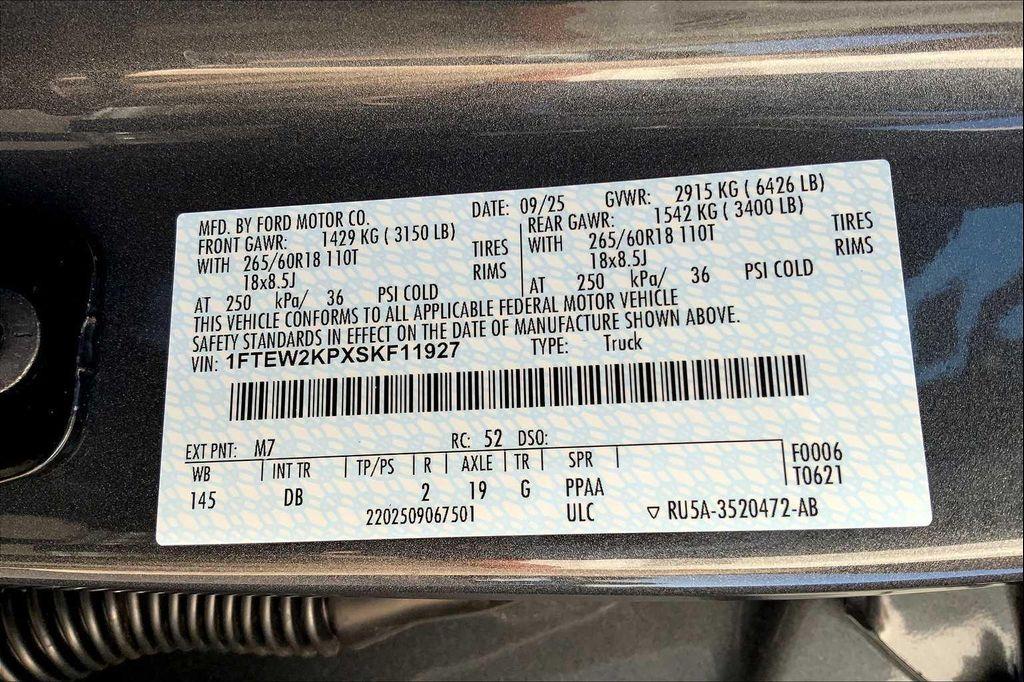 MFD. BY FORD MOTOR CO. DATE: 09/25 GVWR: 2915 KG ( 6426 LB)
FRONT GAWR: 1429 KG ( 3150 LB) REAR GAWR: 1542 KG ( 3400 LB)
WITH 265/60R18 110T TIRES WITH 265/60R18 110T TIRES
18x8.5J RIMS 18x8.5J RIMS
AT 250 kPa/ 36 PSI COLD AT 250 kPa/ 36 PSI COLD
THIS VEHICLE CONFORMS TO ALL APPLICABLE FEDERAL MOTOR VEHICLE
SAFETY STANDARDS IN EFFECT ON THE DATE OF MANUFACTURE SHOWN ABOVE.
VIN: 1FTEW2KPXSKF11927 TYPE: Truck
EXT PNT: M7 RC: 52 DSO:
WB INT TR TP/PS R AXLE TR SPR F0006
145 DB 2 19 G PPAA T0621
2202509067501 ULC ▽ RU5A-3520472-AB